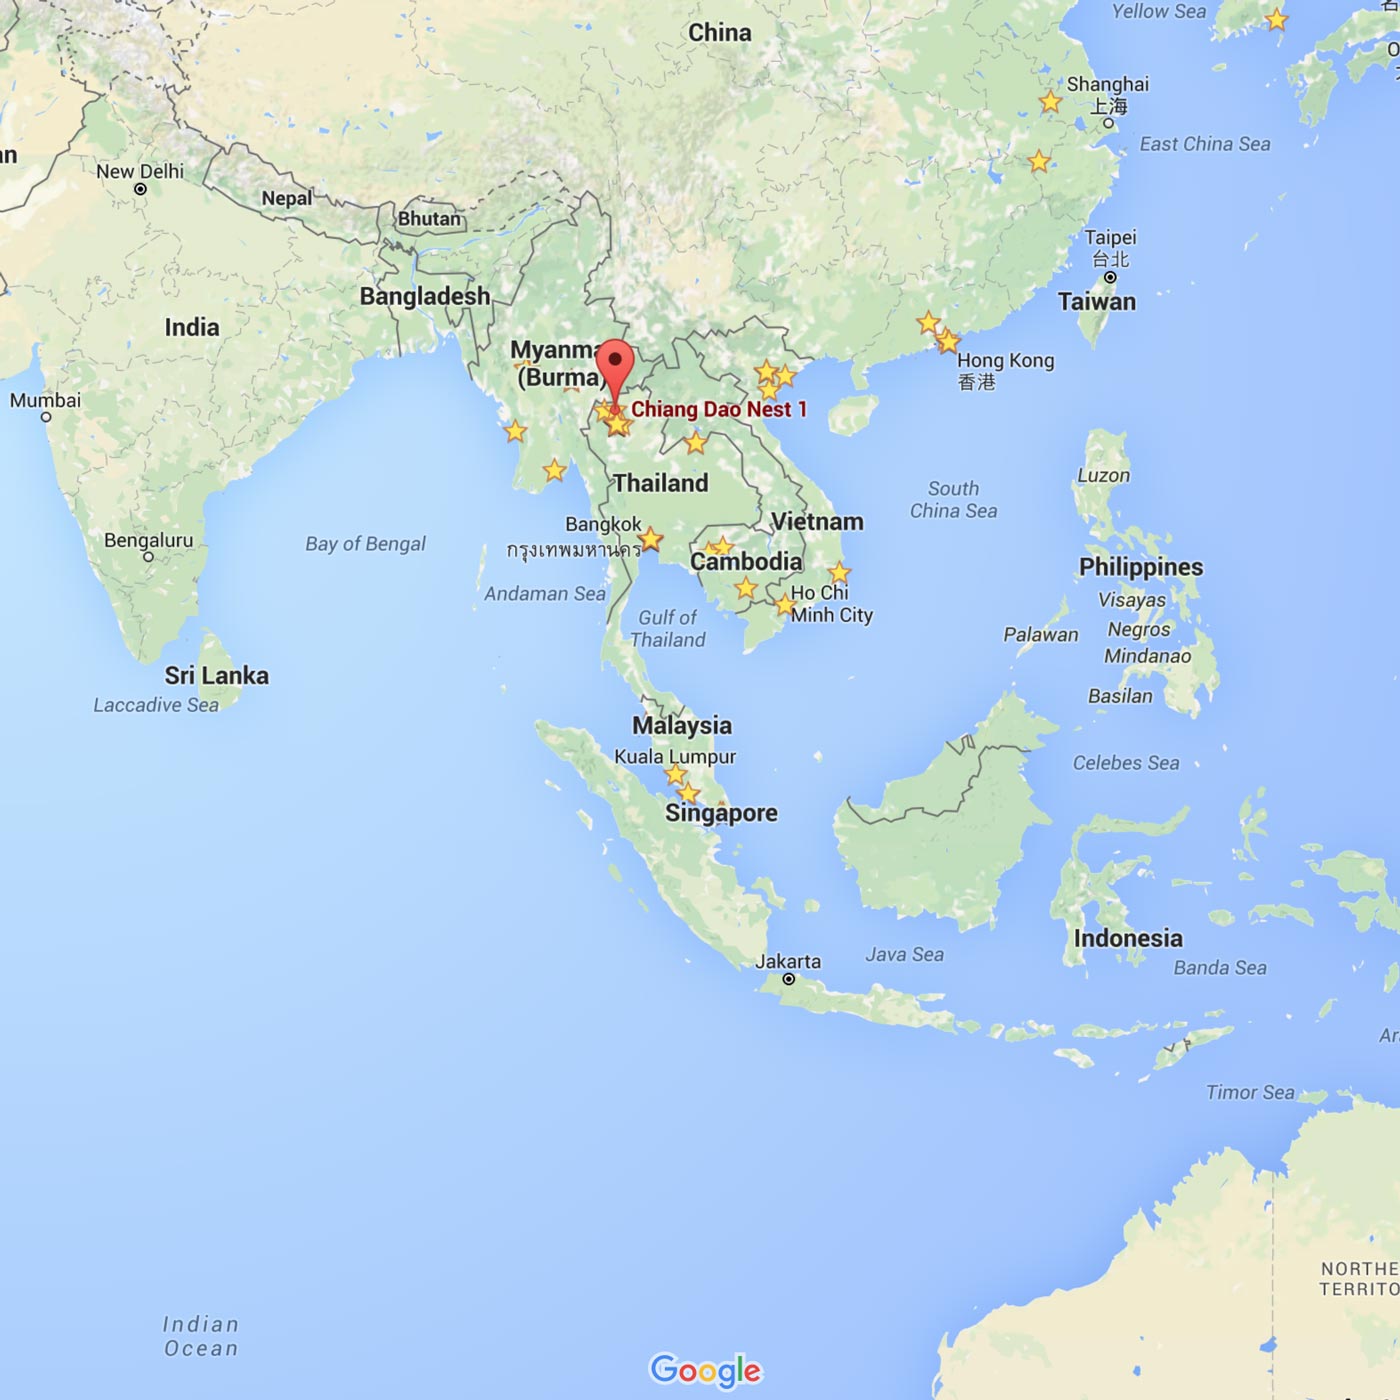 Yellow Sea
China
Shanghai
上海
East China Sea
an
New Delhi
Nepal
Bhutan
Taipei
台北
Taiwan
Bangladesh
India
Myanma
(Burma)
Hong Kong
香港
Mumbai
Chiang Dao Nest 1
Luzon
Thailand
South
China Sea
Vietnam
Bangkok
กรุงเทพมหานคร
Bengaluru
Bay of Bengal
Cambodia
Philippines
Andaman Sea
Ho Chi
Minh City
Visayas
Gulf of
Thailand
Palawan
Negros
Mindanao
Sri Lanka
Laccadive Sea
Basilan
Malaysia
Kuala Lumpur
Celebes Sea
Singapore
Indonesia
Java Sea
Jakarta
Banda Sea
Ar
Timor Sea
NORTHE
TERRITO
Indian
Ocean
Google